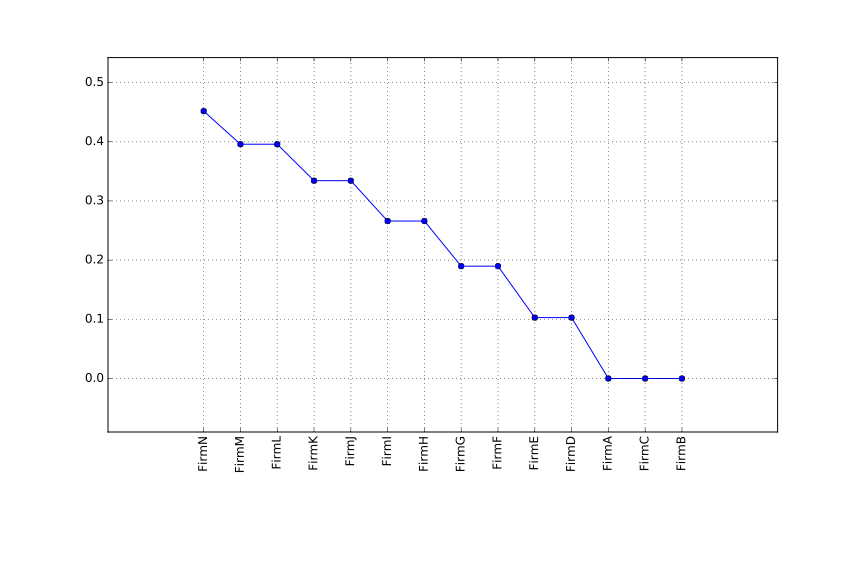 0.5
0.4
0.3
0.2
0.1
0.0
FirmN
FirmM
FirmL
FirmK
FirmJ
FirmI
FirmH
FirmG
FirmF
FirmE
FirmD
FirmA
FirmC
FirmB